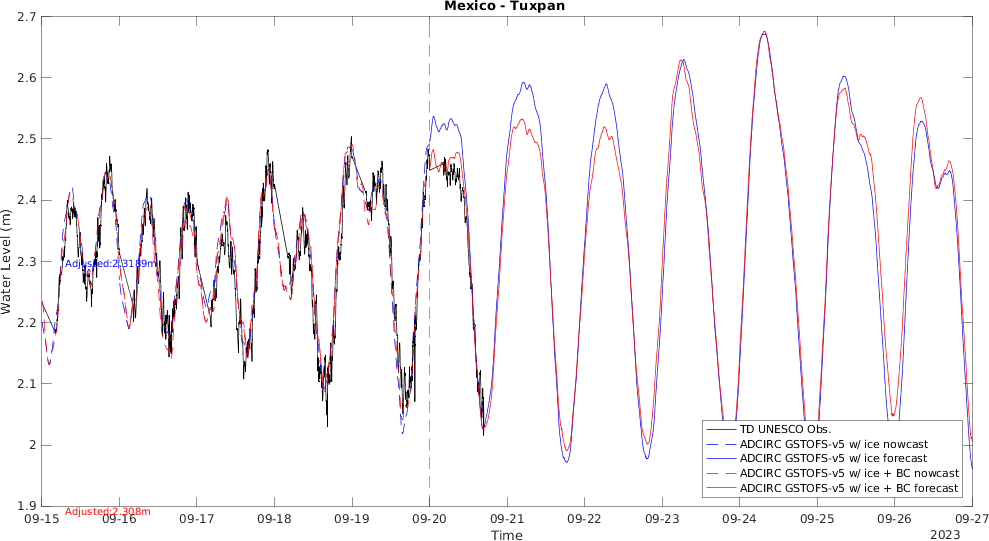 Mexico - Tuxpan
2.7
2.6
2.5
2.4
2.3
2.2
2.1
2
1.9
Water Level (m)
Adjusted:2.3189m
Adjusted:2.308m
TD UNESCO Obs.
ADCIRC GSTOFS-v5 w/ ice nowcast
ADCIRC GSTOFS-v5 w/ ice forecast
ADCIRC GSTOFS-v5 w/ ice + BC nowcast
ADCIRC GSTOFS-v5 w/ ice + BC forecast
09-15 09-16 09-17 09-18 09-19 09-20 09-21 09-22 09-23 09-24 09-25 09-26 09-27
Time
2023